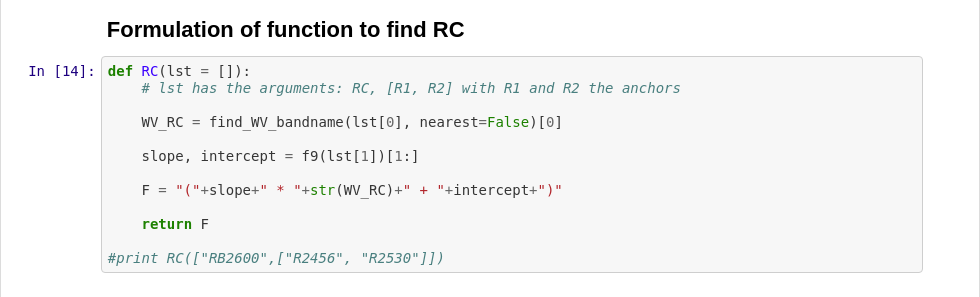 Formulation of function to find RC
In [14]: def RC(lst = []):
# lst has the arguments: RC, [R1, R2] with R1 and R2 the anchors
WV_RC = find_WV_bandname(lst[0], nearest=False)[0]
slope, intercept = f9(lst[1])[1:]
F = "("+slope+" * "+str(WV_RC)+" + "+intercept+")"
return F
#print RC(["RB2600",["R2456", "R2530"]])